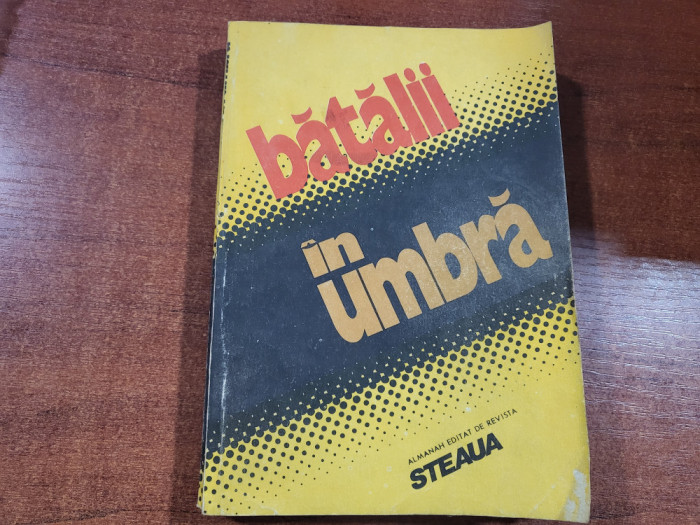 bătălii
în
umbră
ALMANAH EDITAT DE REVISTA
STEAUA